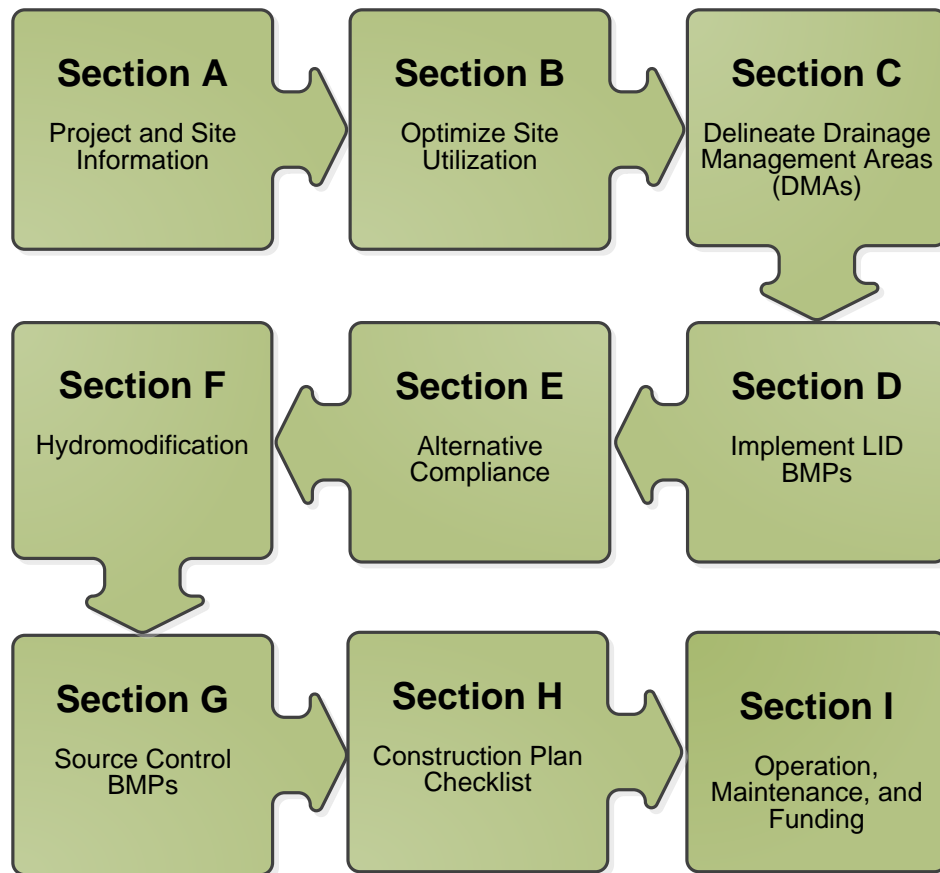 Section A
Project and Site
Information
Section B
Optimize Site
Utilization
Section C
Delineate Drainage
Management Areas
(DMAs)
Section D
Implement LID
BMPs
Section E
Alternative
Compliance
Section F
Hydromodification
Section G
Source Control
BMPs
Section H
Construction Plan
Checklist
Section I
Operation,
Maintenance, and
Funding